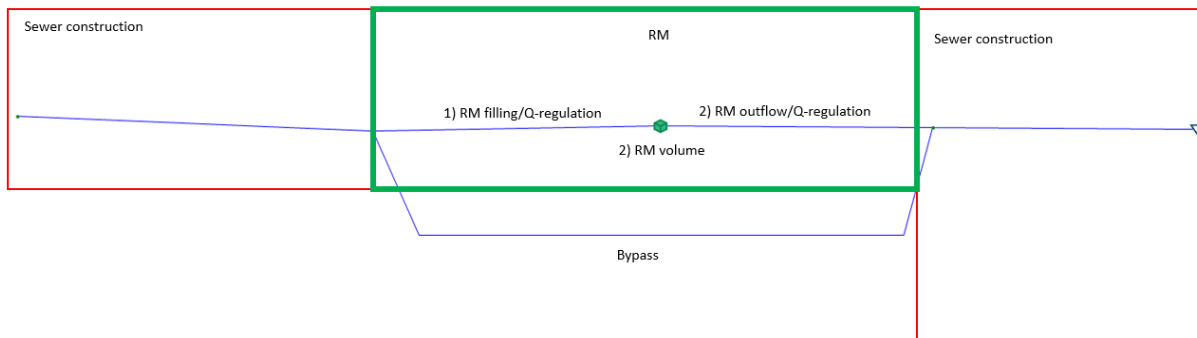 Sewer construction
RM
Sewer construction
1) RM filling/Q-regulation
2) RM outflow/Q-regulation
2) RM volume
Bypass